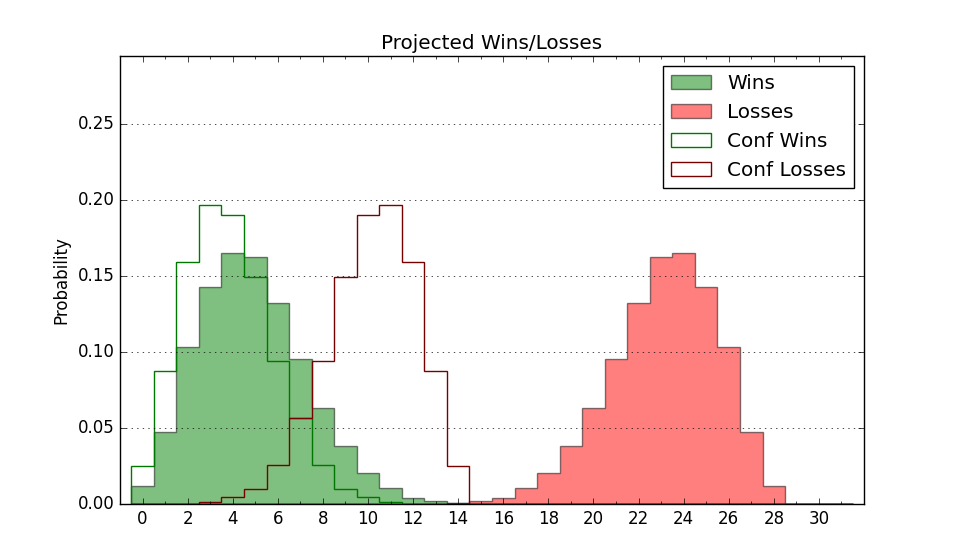 Projected Wins/Losses
Wins
Losses
Conf Wins
Conf Losses
Probability
0.25
0.20
0.15
0.10
0.05
0.00
0 2 4 6 8 10 12 14 16 18 20 22 24 26 28 30